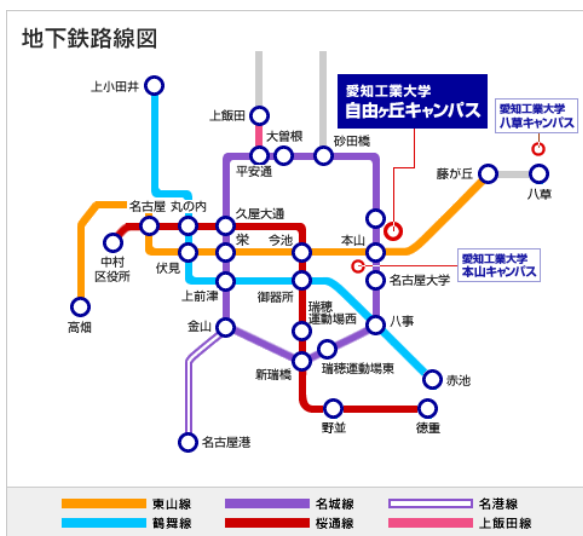 地下鉄路線図
上小田井
上飯田
大曽根
平安通
砂田橋
愛知工業大学
自由ヶ丘キャンパス
愛知工業大学
八草キャンパス
藤が丘
八草
名古屋
丸の内
久屋大通
中村
区役所
伏見
栄
今池
本山
愛知工業大学
本山キャンパス
上前津
御器所
名古屋大学
高畑
金山
瑞穂
運動場西
八事
新瑞橋
瑞穂運動場東
赤池
名古屋港
野並
徳重
東山線
名城線
名港線
鶴舞線
桜通線
上飯田線